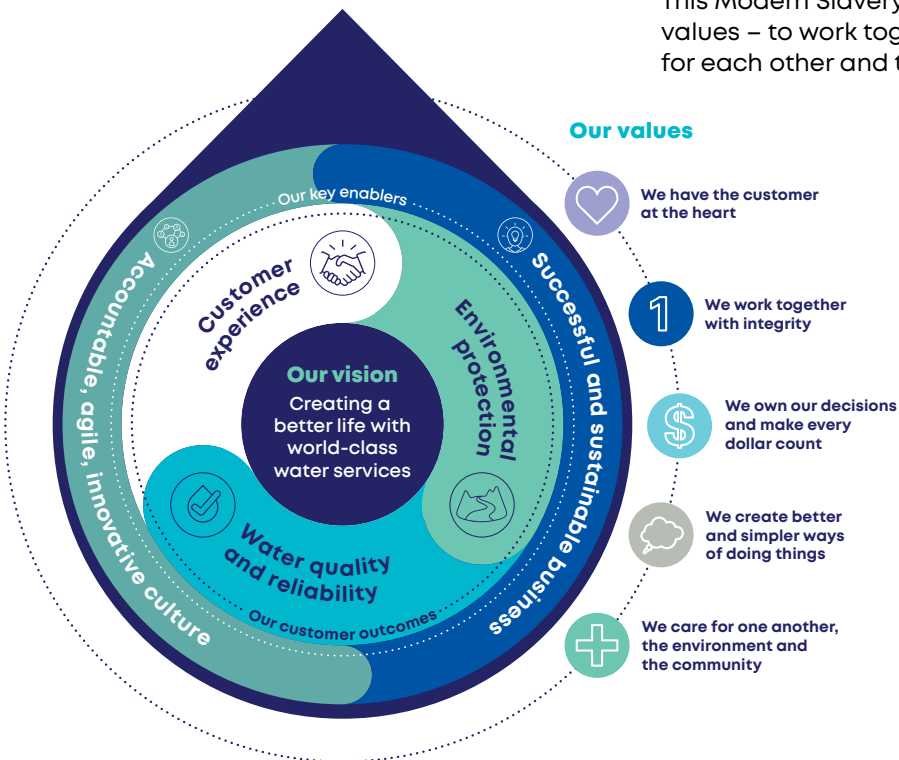 This Modern Slavery
values – to work tog
for each other and t
Our values
We have the customer
at the heart
1
We work together
with integrity
$
We own our decisions
and make every
dollar count
We create better
and simpler ways
of doing things
We care for one another,
the environment and
the community
Our key enablers
Accountable, agile, innovative culture
Successful and sustainable business
Customer
experience
Environmental
protection
Our vision
Creating a
better life with
world-class
water services
Water quality
and reliability
Our customer outcomes